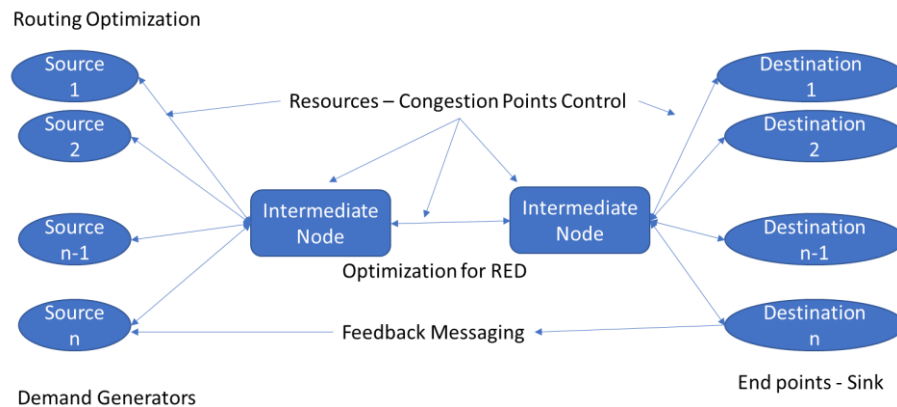 Routing Optimization
Source
1
Destination
1
Resources – Congestion Points Control
Source
2
Destination
2
Intermediate
Node
Intermediate
Node
Source
n-1
Destination
n-1
Optimization for RED
Source
n
Feedback Messaging
Destination
n
Demand Generators
End points - Sink